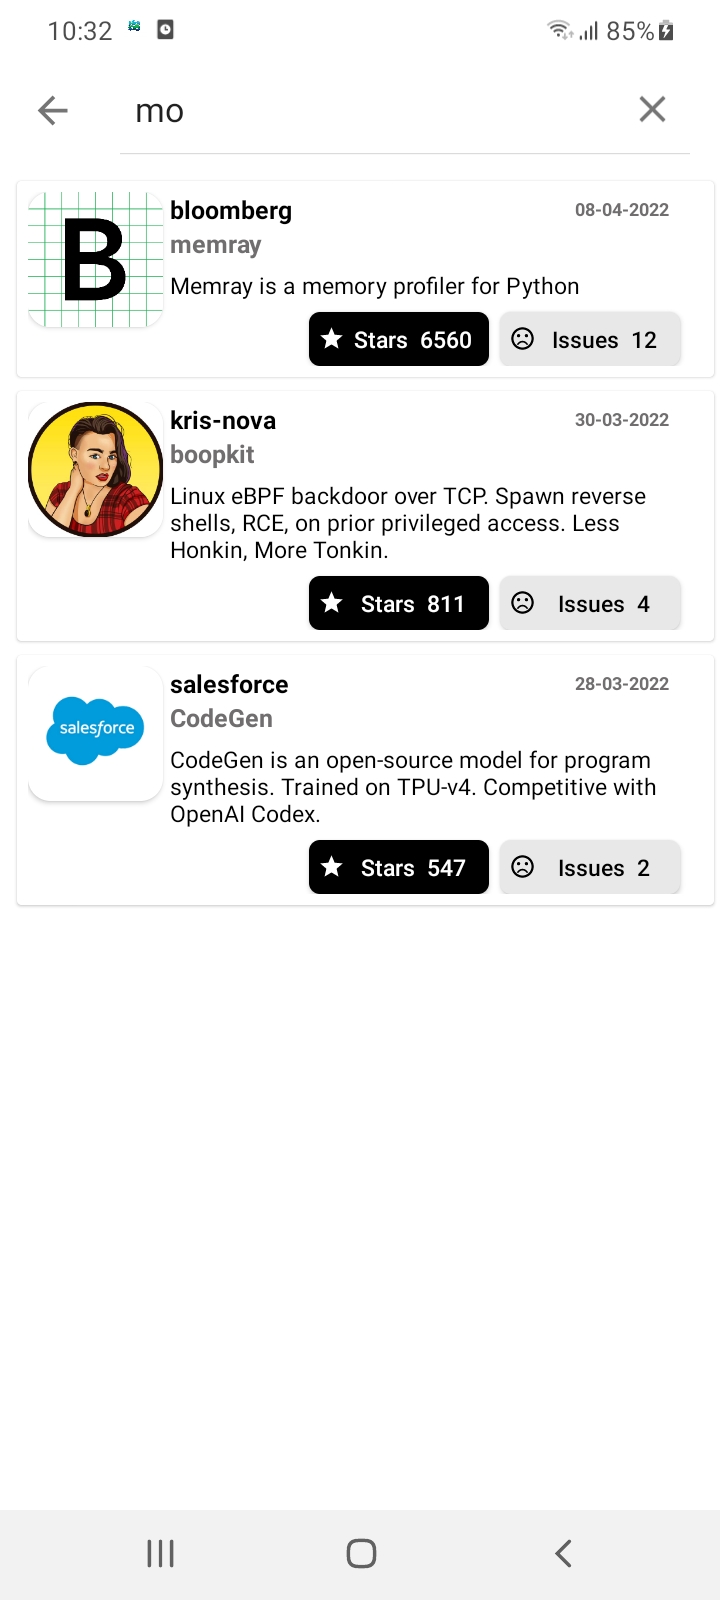 10:32
85%
mo
B
bloomberg
08-04-2022
memray
Memray is a memory profiler for Python
Stars 6560
Issues 12
kris-nova
30-03-2022
boopkit
Linux eBPF backdoor over TCP. Spawn reverse
shells, RCE, on prior privileged access. Less
Honkin, More Tonkin.
Stars 811
Issues 4
salesforce
salesforce
28-03-2022
CodeGen
CodeGen is an open-source model for program
synthesis. Trained on TPU-v4. Competitive with
OpenAI Codex.
Stars 547
Issues 2